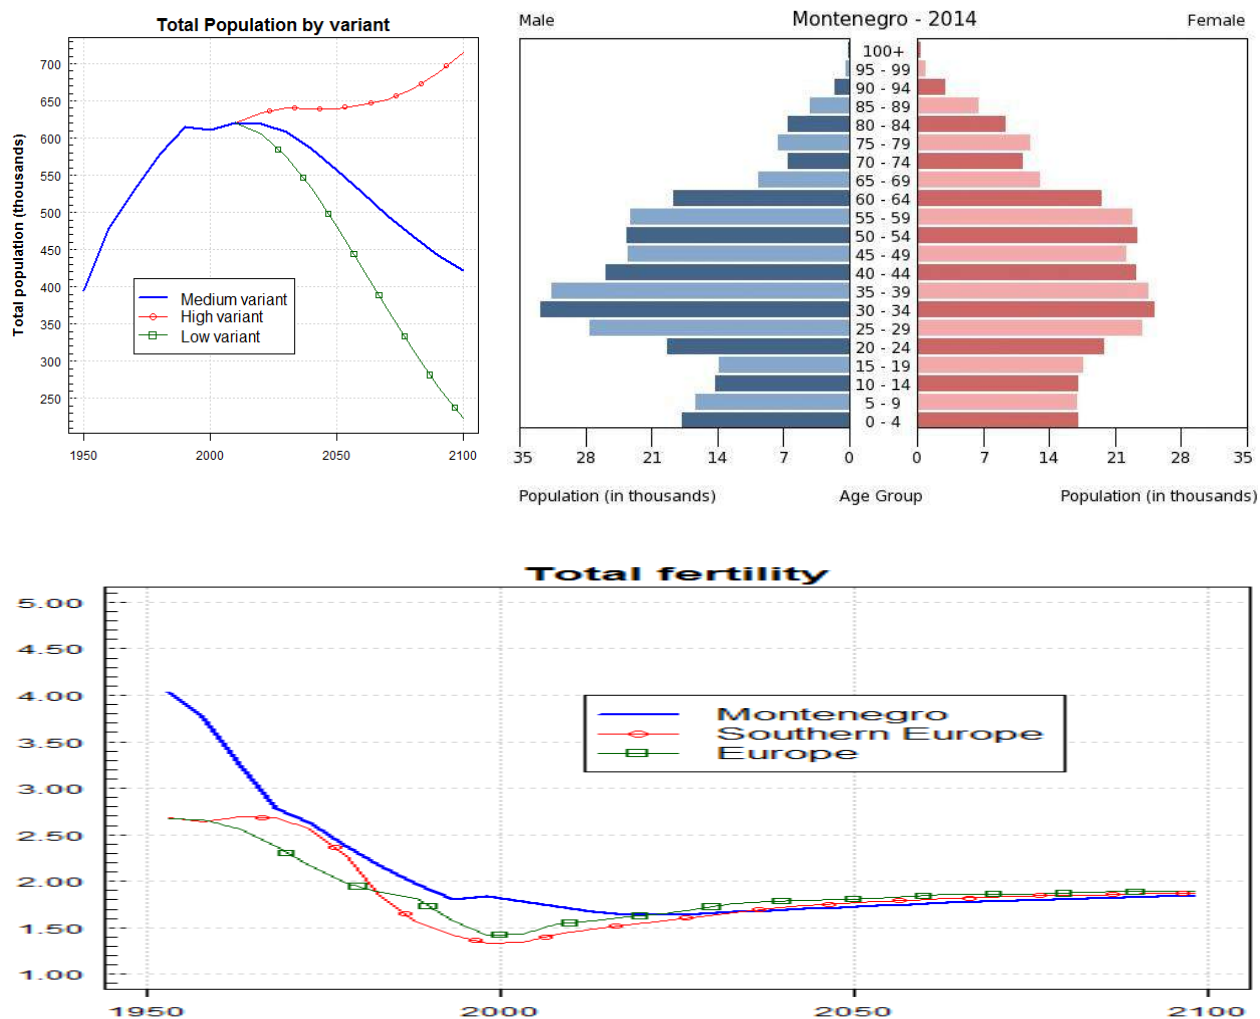 Total Population by variant
Total population (thousands)
700
650
600
550
500
450
400
350
300
250
Medium variant
High variant
Low variant
1950 2000 2050 2100
Male Montenegro - 2014 Female
100+
95 - 99
90 - 94
85 - 89
80 - 84
75 - 79
70 - 74
65 - 69
60 - 64
55 - 59
50 - 54
45 - 49
40 - 44
35 - 39
30 - 34
25 - 29
20 - 24
15 - 19
10 - 14
5 - 9
0 - 4
35 28 21 14 7 0 0 7 14 21 28 35
Population (in thousands) Age Group Population (in thousands)
Total fertility
5.00
4.50
4.00
3.50
3.00
2.50
2.00
1.50
1.00
Montenegro
Southern Europe
Europe
1950 2000 2050 2100